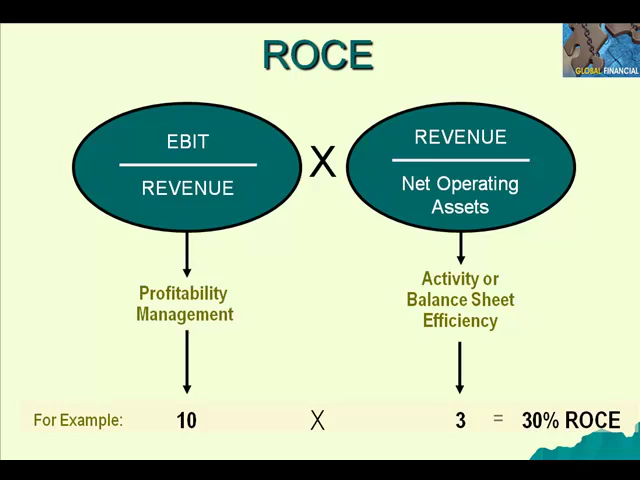 ROCE
GLOBAL FINANCIAL
EBIT
REVENUE
X
REVENUE
Net Operating
Assets
Profitability
Management
Activity or
Balance Sheet
Efficiency
For Example: 10 X 3 = 30% ROCE